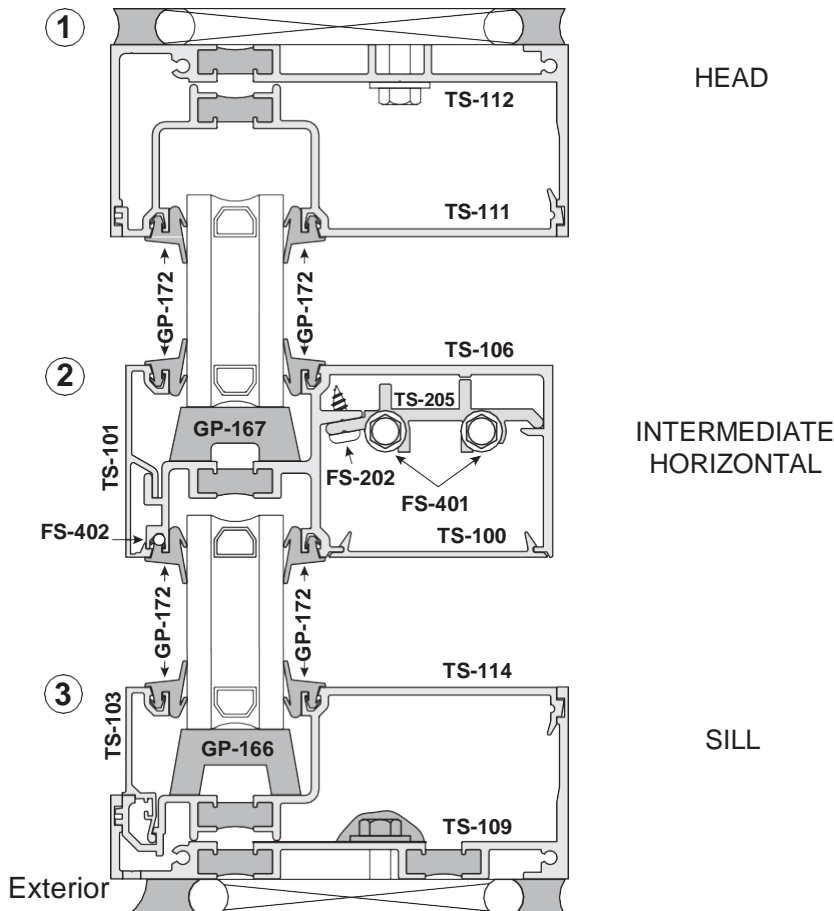 1
HEAD
TS-112
TS-111
GP-172
GP-172
2
TS-106
TS-101
TS-205
INTERMEDIATE
HORIZONTAL
GP-167
FS-202
FS-401
FS-402
TS-100
GP-172
GP-172
3
TS-114
TS-103
SILL
GP-166
TS-109
Exterior